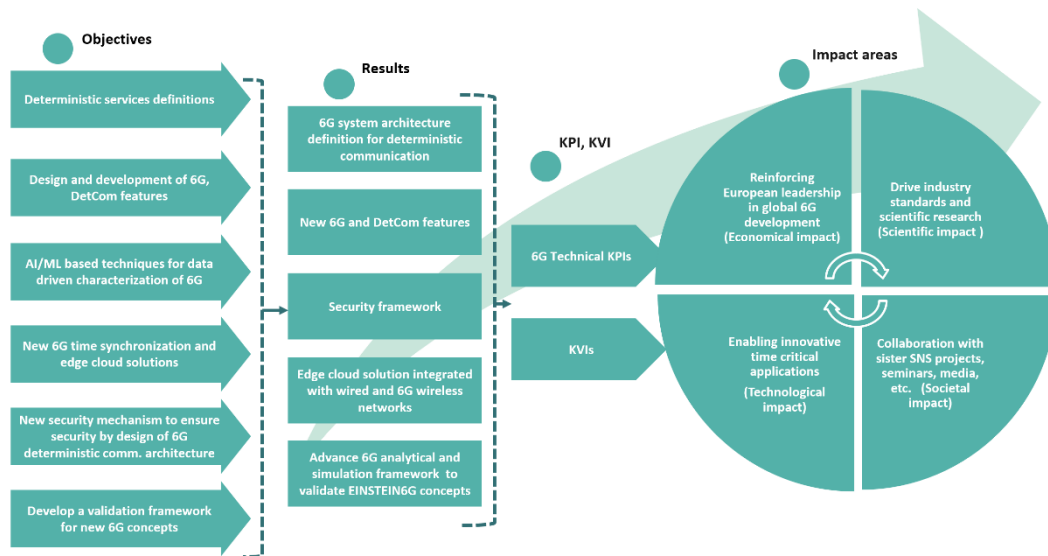 Objectives
Deterministic services definitions
Design and development of 6G,
DetCom features
AI/ML based techniques for data
driven characterization of 6G
New 6G time synchronization and
edge cloud solutions
New security mechanism to ensure
security by design of 6G
deterministic comm. architecture
Develop a validation framework
for new 6G concepts
Results
6G system architecture
definition for deterministic
communication
New 6G and DetCom features
Security framework
Edge cloud solution integrated
with wired and 6G wireless
networks
Advance 6G analytical and
simulation framework to
validate EINSTEIN6G concepts
KPI, KVI
6G Technical KPIs
KVIs
Impact areas
Reinforcing
European leadership
in global 6G
development
(Economical impact)
Drive industry
standards and
scientific research
(Scientific impact )
Enabling innovative
time critical
applications
(Technological
impact)
Collaboration with
sister SNS projects,
seminars, media,
etc. (Societal
impact)